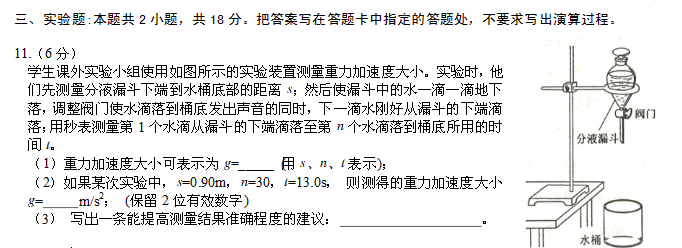 三、实验题:本题共2小题，共18分。把答案写在答题卡中指定的答题处，不要求写出演算过程。
11.（6分）
学生课外实验小组使用如图所示的实验装置测量重力加速度大小。实验时，他
们先测量分液漏斗下端到水桶底部的距离 s；然后使漏斗中的水一滴一滴地下
落，调整阀门使水滴落到桶底发出声音的同时，下一滴水刚好从漏斗的下端滴
落；用秒表测量第1个水滴从漏斗的下端滴落至第 n 个水滴落到桶底所用的时
间 t。
（1）重力加速度大小可表示为 g=_____（用 s、n、t 表示）；
（2）如果某次实验中，s=0.90m，n=30，t=13.0s， 则测得的重力加速度大小
g=_____m/s²；（保留2位有效数字）
（3） 写出一条能提高测量结果准确程度的建议：_________________。
阀门
分液漏斗
水桶